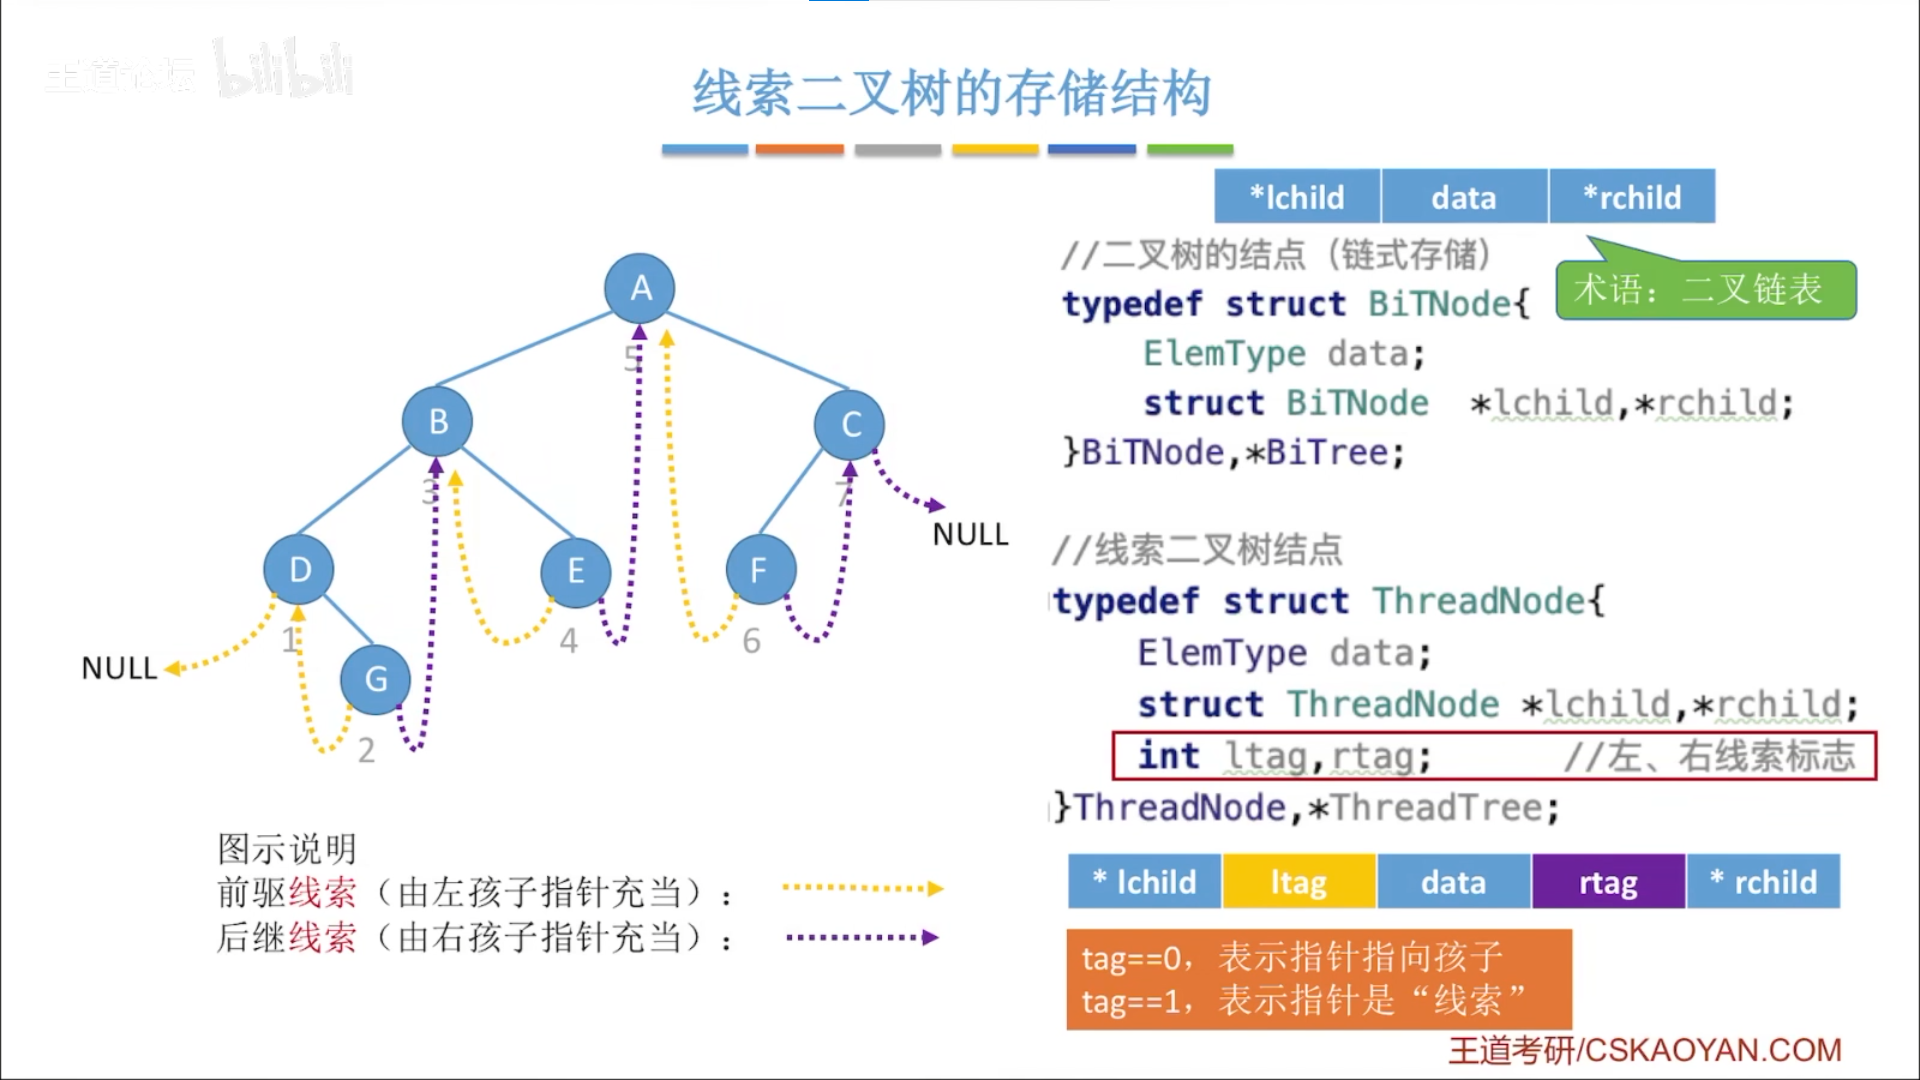 王道论坛 bilibili
线索二叉树的存储结构
*lchild data *rchild
//二叉树的结点（链式存储）
术语：二叉链表
typedef struct BiTNode{
ElemType data;
struct BiTNode *lchild,*rchild;
}BiTNode,*BiTree;
A
5
B
C
3
7
NULL
D
E
F
1
4
6
NULL
G
2
//线索二叉树结点
typedef struct ThreadNode{
ElemType data;
struct ThreadNode *lchild,*rchild;
int ltag,rtag; //左、右线索标志
}ThreadNode,*ThreadTree;
图示说明
前驱线索（由左孩子指针充当）：
后继线索（由右孩子指针充当）：
* lchild ltag data rtag * rchild
tag==0，表示指针指向孩子
tag==1，表示指针是“线索”
王道考研/CSKAOYAN.COM